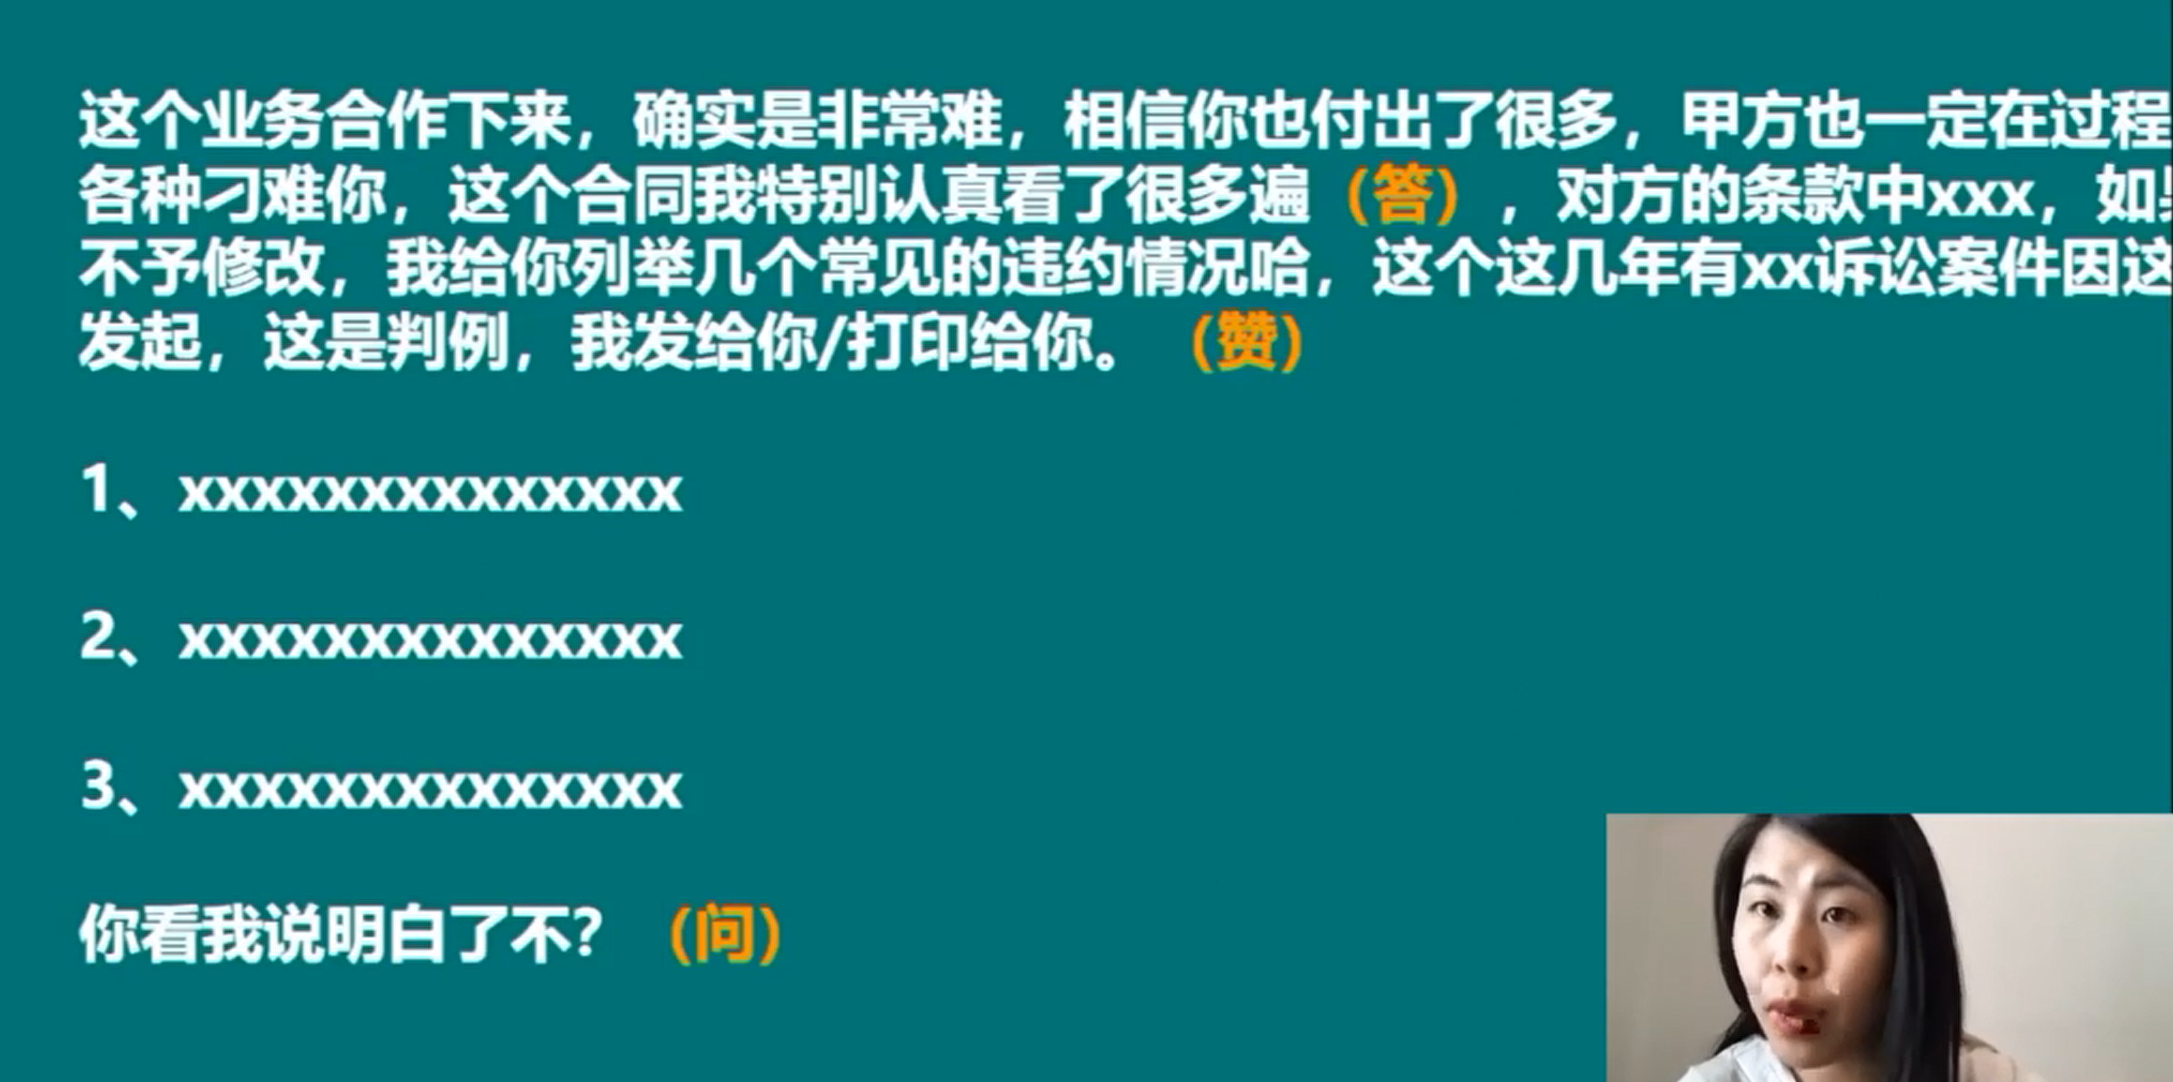 这个业务合作下来，确实是非常难，相信你也付出了很多，甲方也一定在过程
各种刁难你，这个合同我特别认真看了很多遍（答），对方的条款中xxx，如
不予修改，我给你列举几个常见的违约情况哈，这个这几年有xx诉讼案件因这
发起，这是判例，我发给你/打印给你。（赞）
1、xxxxxxxxxxxxxx
2、xxxxxxxxxxxxxx
3、xxxxxxxxxxxxxx
你看我说明白了不？（问）